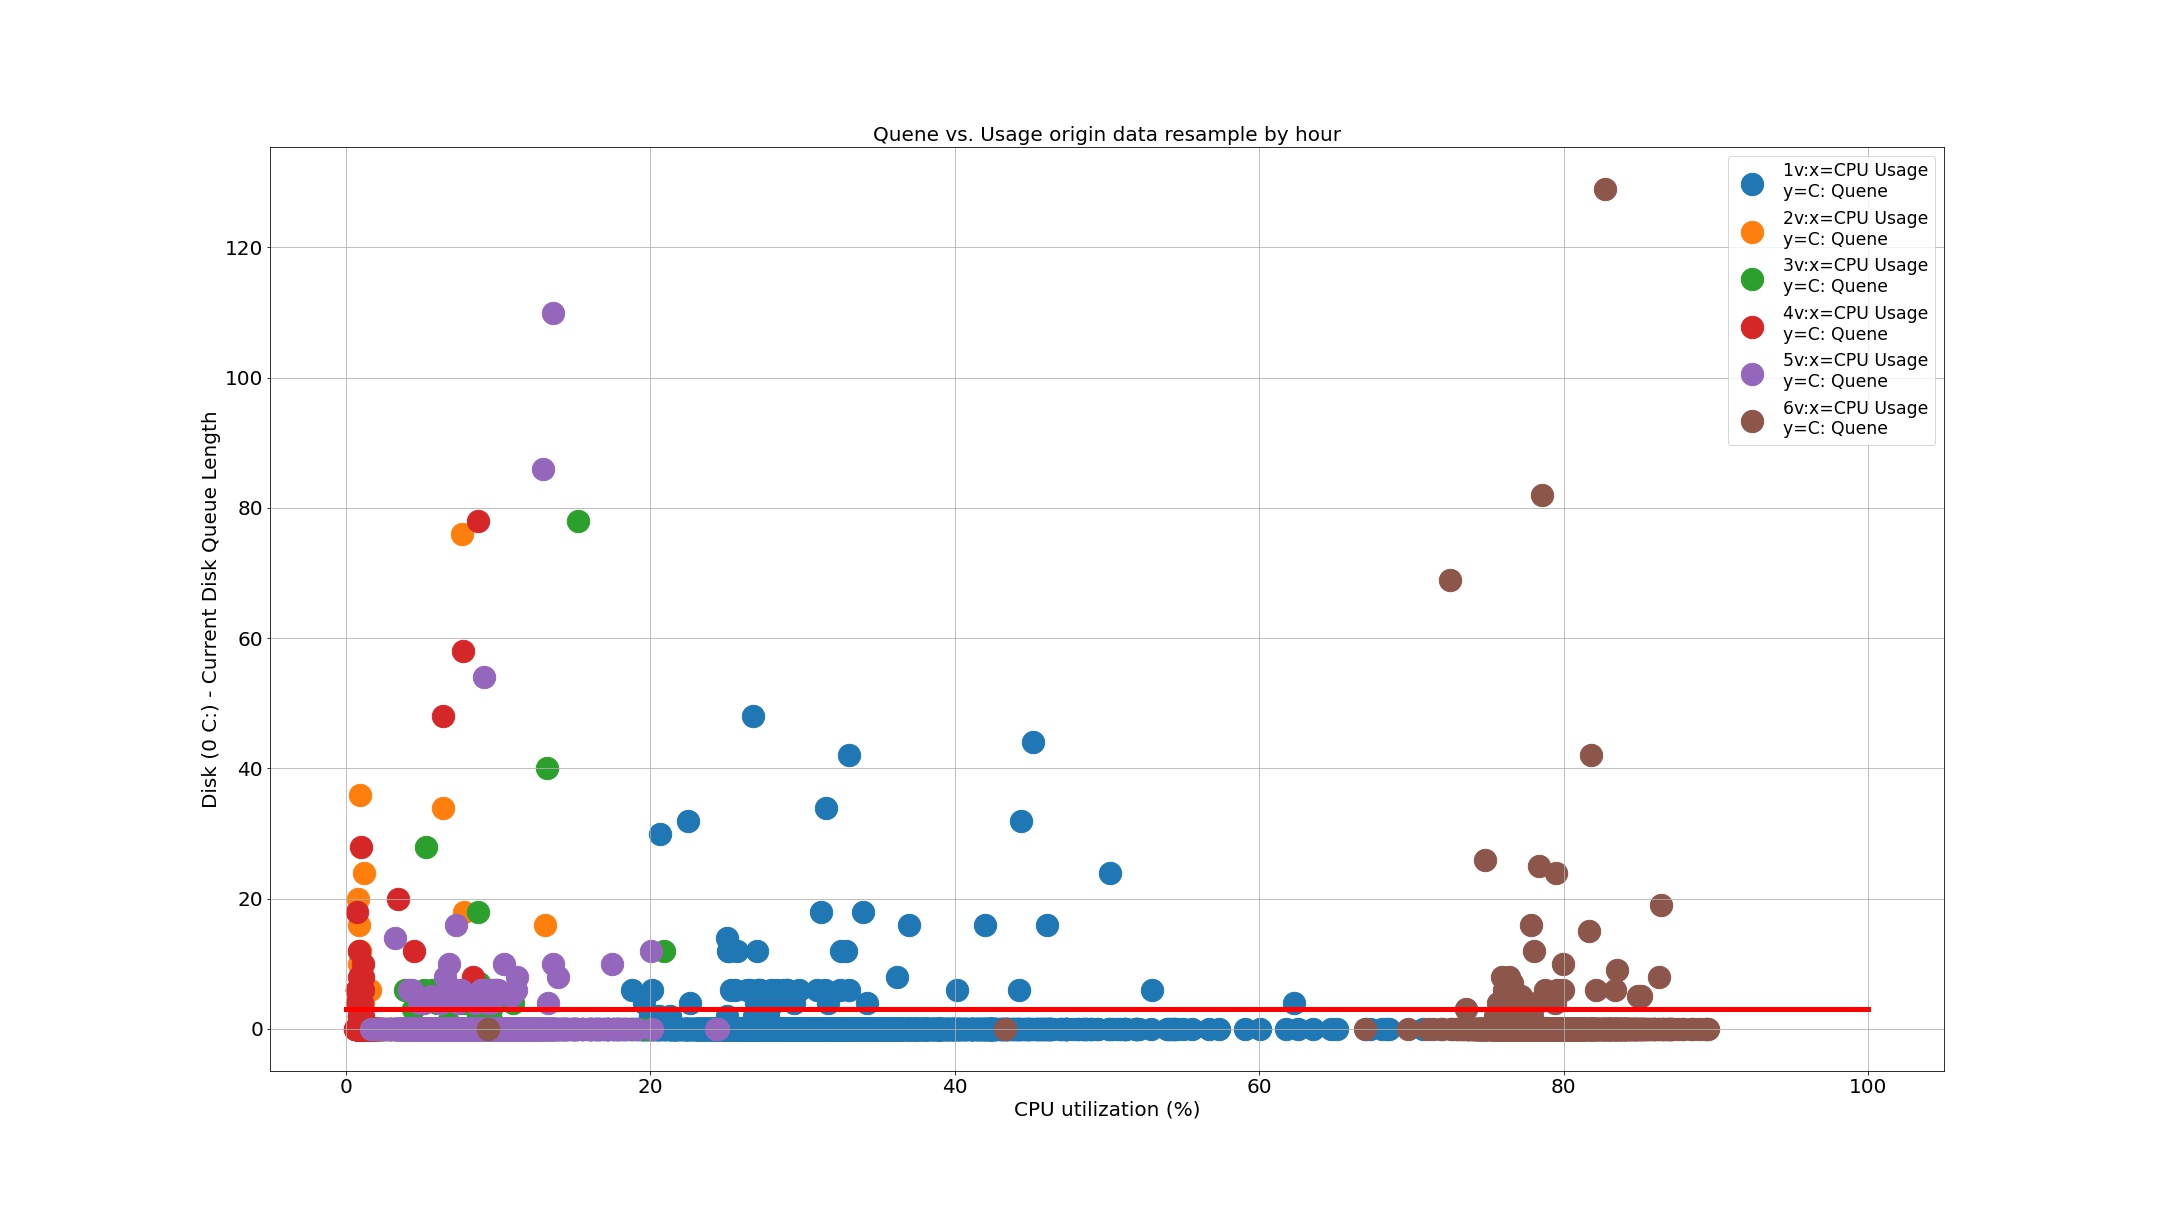 Quene vs. Usage origin data resample by hour
1v:x=CPU Usage
y=C: Quene
2v:x=CPU Usage
y=C: Quene
3v:x=CPU Usage
y=C: Quene
4v:x=CPU Usage
y=C: Quene
5v:x=CPU Usage
y=C: Quene
6v:x=CPU Usage
y=C: Quene
Disk (0 C:) - Current Disk Queue Length
120
100
80
60
40
20
0
0 20 40 60 80 100
CPU utilization (%)